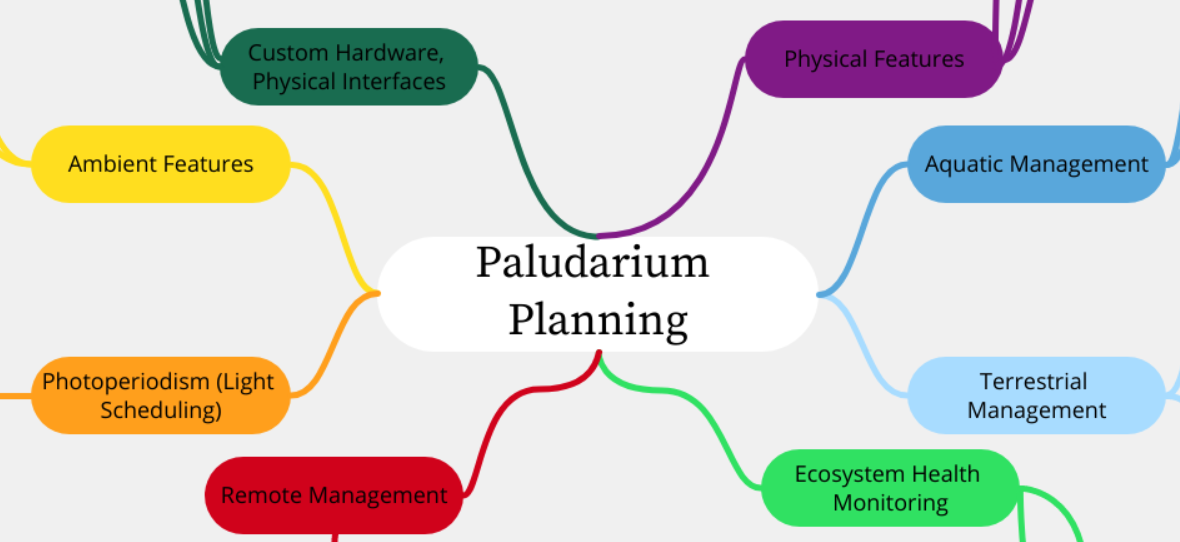 Custom Hardware,
Physical Interfaces
Physical Features
Ambient Features
Aquatic Management
Paludarium
Planning
Photoperiodism (Light
Scheduling)
Terrestrial
Management
Remote Management
Ecosystem Health
Monitoring